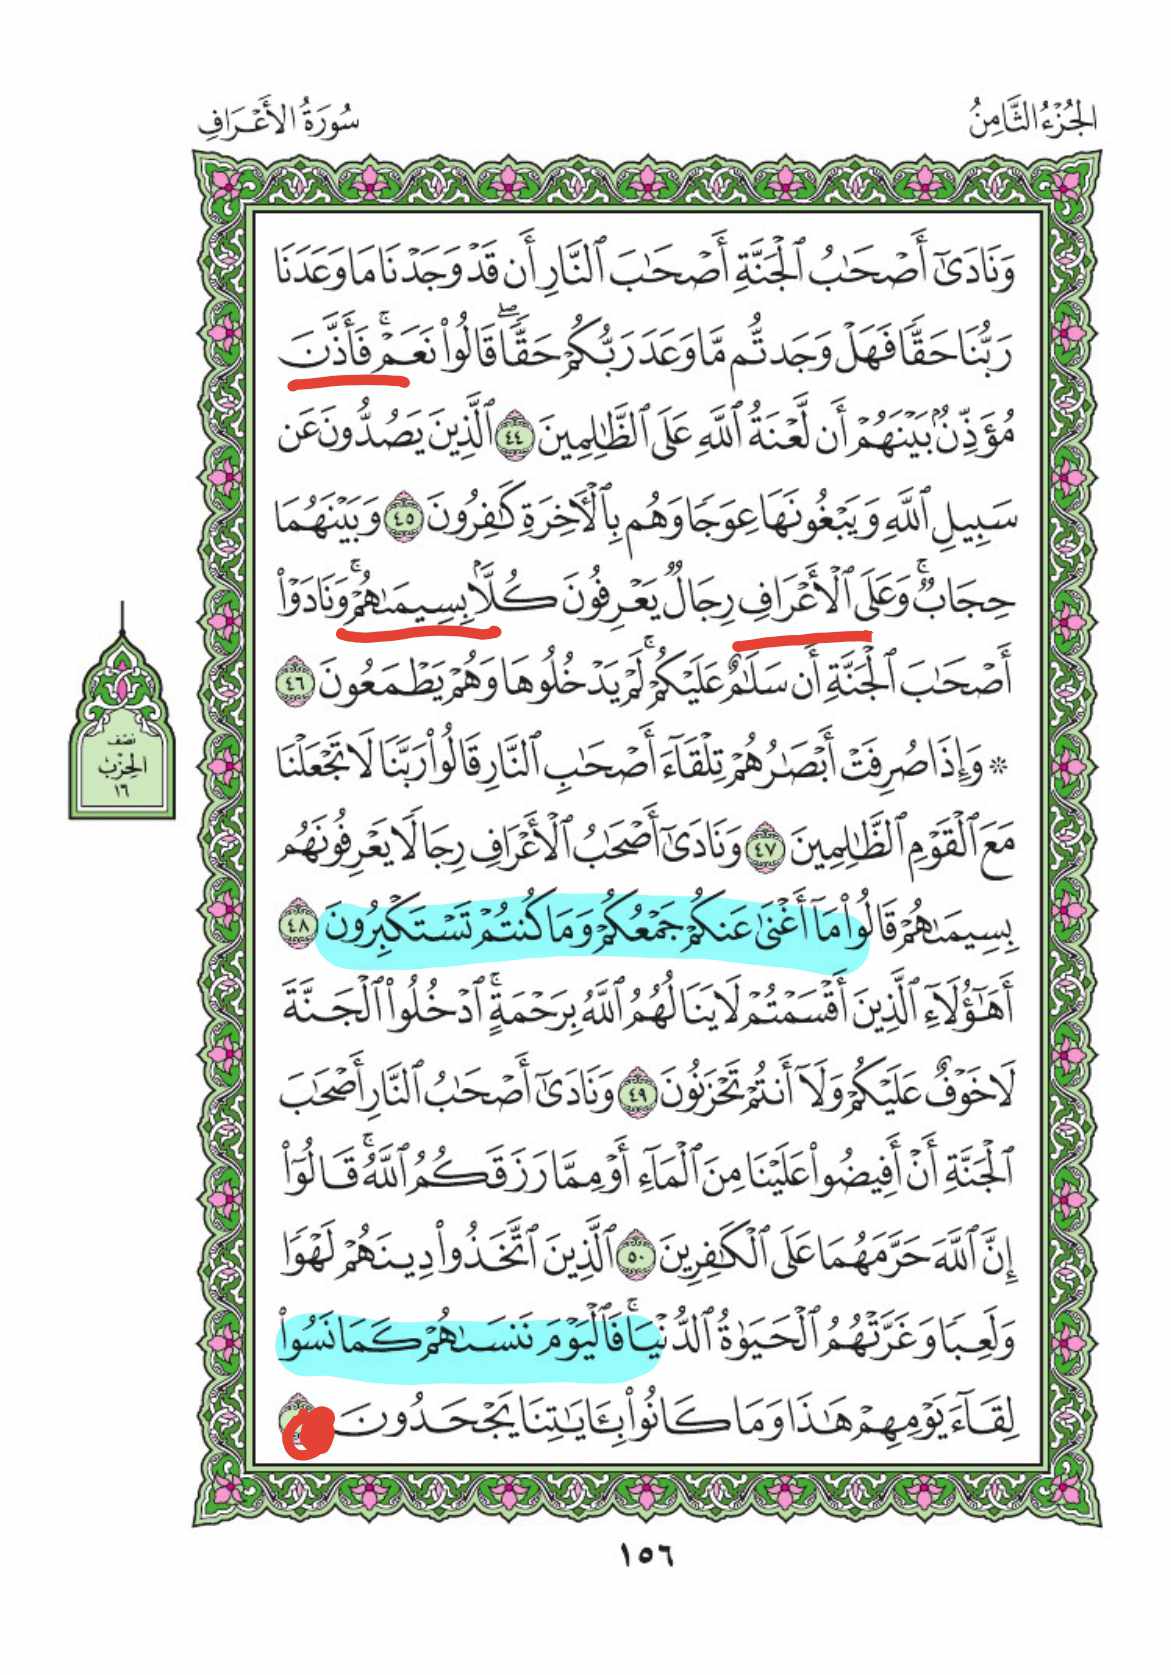 الجُزْءُ الثَّامِنُ
سُورَةُ الأَعْرَافِ
وَنَادَىٰٓ أَصْحَٰبُ ٱلْجَنَّةِ أَصْحَٰبَ ٱلنَّارِ أَن قَدْ وَجَدْنَا مَا وَعَدَنَا
رَبُّنَا حَقًّا فَهَلْ وَجَدتُّم مَّا وَعَدَ رَبُّكُمْ حَقًّاۖ قَالُوا۟ نَعَمْۚ فَأَذَّنَ
مُؤَذِّنٌۢ بَيْنَهُمْ أَن لَّعْنَةُ ٱللَّهِ عَلَى ٱلظَّٰلِمِينَ ٤٤ ٱلَّذِينَ يَصُدُّونَ عَن
سَبِيلِ ٱللَّهِ وَيَبْغُونَهَا عِوَجًا وَهُم بِٱلْـَٔاخِرَةِ كَٰفِرُونَ ٤٥ وَبَيْنَهُمَا
حِجَابٌۚ وَعَلَى ٱلْأَعْرَافِ رِجَالٌ يَعْرِفُونَ كُلًّۢا بِسِيمَىٰهُمْۚ وَنَادَوْا۟
أَصْحَٰبَ ٱلْجَنَّةِ أَن سَلَٰمٌ عَلَيْكُمْۚ لَمْ يَدْخُلُوهَا وَهُمْ يَطْمَعُونَ ٤٦
نصف
الحِزْبُ
١٦
۞ وَإِذَا صُرِفَتْ أَبْصَٰرُهُمْ تِلْقَآءَ أَصْحَٰبِ ٱلنَّارِ قَالُوا۟ رَبَّنَا لَا تَجْعَلْنَا
مَعَ ٱلْقَوْمِ ٱلظَّٰلِمِينَ ٤٧ وَنَادَىٰٓ أَصْحَٰبُ ٱلْأَعْرَافِ رِجَالًا يَعْرِفُونَهُم
بِسِيمَىٰهُمْ قَالُوا۟ مَآ أَغْنَىٰ عَنكُمْ جَمْعُكُمْ وَمَا كُنتُمْ تَسْتَكْبِرُونَ ٤٨
أَهَٰٓؤُلَآءِ ٱلَّذِينَ أَقْسَمْتُمْ لَا يَنَالُهُمُ ٱللَّهُ بِرَحْمَةٍۚ ٱدْخُلُوا۟ ٱلْجَنَّةَ
لَا خَوْفٌ عَلَيْكُمْ وَلَآ أَنتُمْ تَحْزَنُونَ ٤٩ وَنَادَىٰٓ أَصْحَٰبُ ٱلنَّارِ أَصْحَٰبَ
ٱلْجَنَّةِ أَنْ أَفِيضُوا۟ عَلَيْنَا مِنَ ٱلْمَآءِ أَوْ مِمَّا رَزَقَكُمُ ٱللَّهُۚ قَالُوٓا۟
إِنَّ ٱللَّهَ حَرَّمَهُمَا عَلَى ٱلْكَٰفِرِينَ ٥٠ ٱلَّذِينَ ٱتَّخَذُوا۟ دِينَهُمْ لَهْوًا
وَلَعِبًا وَغَرَّتْهُمُ ٱلْحَيَوٰةُ ٱلدُّنْيَاۚ فَٱلْيَوْمَ نَنسَىٰهُمْ كَمَا نَسُوا۟
لِقَآءَ يَوْمِهِمْ هَٰذَا وَمَا كَانُوا۟ بِـَٔايَٰتِنَا يَجْحَدُونَ
١٥٦